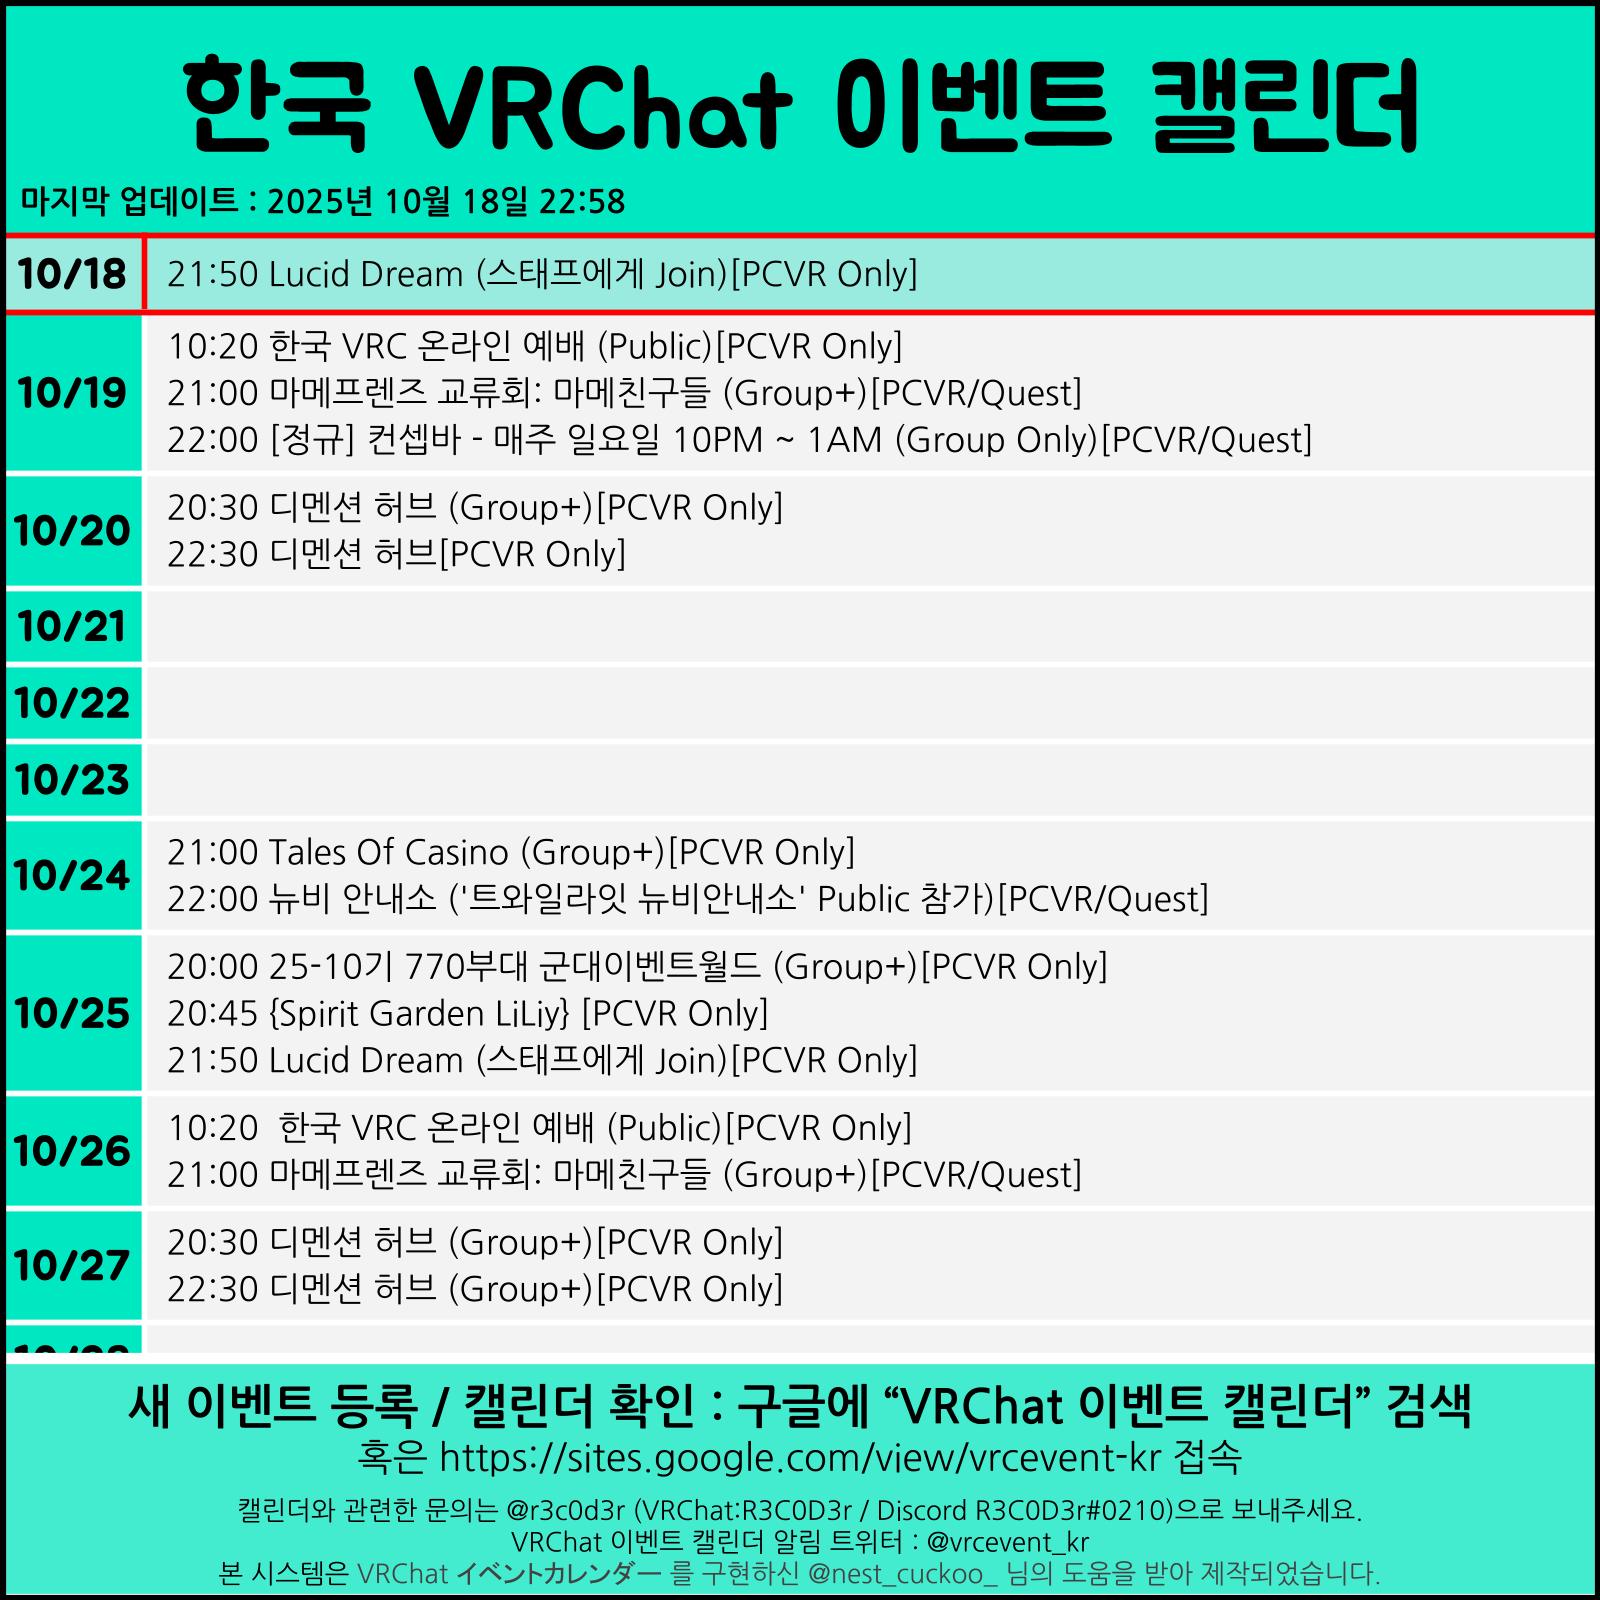 한국 VRChat 이벤트 캘린더
마지막 업데이트 : 2025년 10월 18일 22:58
10/18
21:50 Lucid Dream (스태프에게 Join)[PCVR Only]
10/19
10:20 한국 VRC 온라인 예배 (Public)[PCVR Only]
21:00 마메프렌즈 교류회: 마메친구들 (Group+)[PCVR/Quest]
22:00 [정규] 컨셉바 - 매주 일요일 10PM ~ 1AM (Group Only)[PCVR/Quest]
10/20
20:30 디멘션 허브 (Group+)[PCVR Only]
22:30 디멘션 허브[PCVR Only]
10/21
10/22
10/23
10/24
21:00 Tales Of Casino (Group+)[PCVR Only]
22:00 뉴비 안내소 ('트와일라잇 뉴비안내소' Public 참가)[PCVR/Quest]
10/25
20:00 25-10기 770부대 군대이벤트월드 (Group+)[PCVR Only]
20:45 {Spirit Garden LiLiy} [PCVR Only]
21:50 Lucid Dream (스태프에게 Join)[PCVR Only]
10/26
10:20  한국 VRC 온라인 예배 (Public)[PCVR Only]
21:00 마메프렌즈 교류회: 마메친구들 (Group+)[PCVR/Quest]
10/27
20:30 디멘션 허브 (Group+)[PCVR Only]
22:30 디멘션 허브 (Group+)[PCVR Only]
새 이벤트 등록 / 캘린더 확인 : 구글에 “VRChat 이벤트 캘린더” 검색
혹은 https://sites.google.com/view/vrcevent-kr 접속
캘린더와 관련한 문의는 @r3c0d3r (VRChat:R3C0D3r / Discord R3C0D3r#0210)으로 보내주세요.
VRChat 이벤트 캘린더 알림 트위터 : @vrcevent_kr
본 시스템은 VRChat イベントカレンダー 를 구현하신 @nest_cuckoo_ 님의 도움을 받아 제작되었습니다.